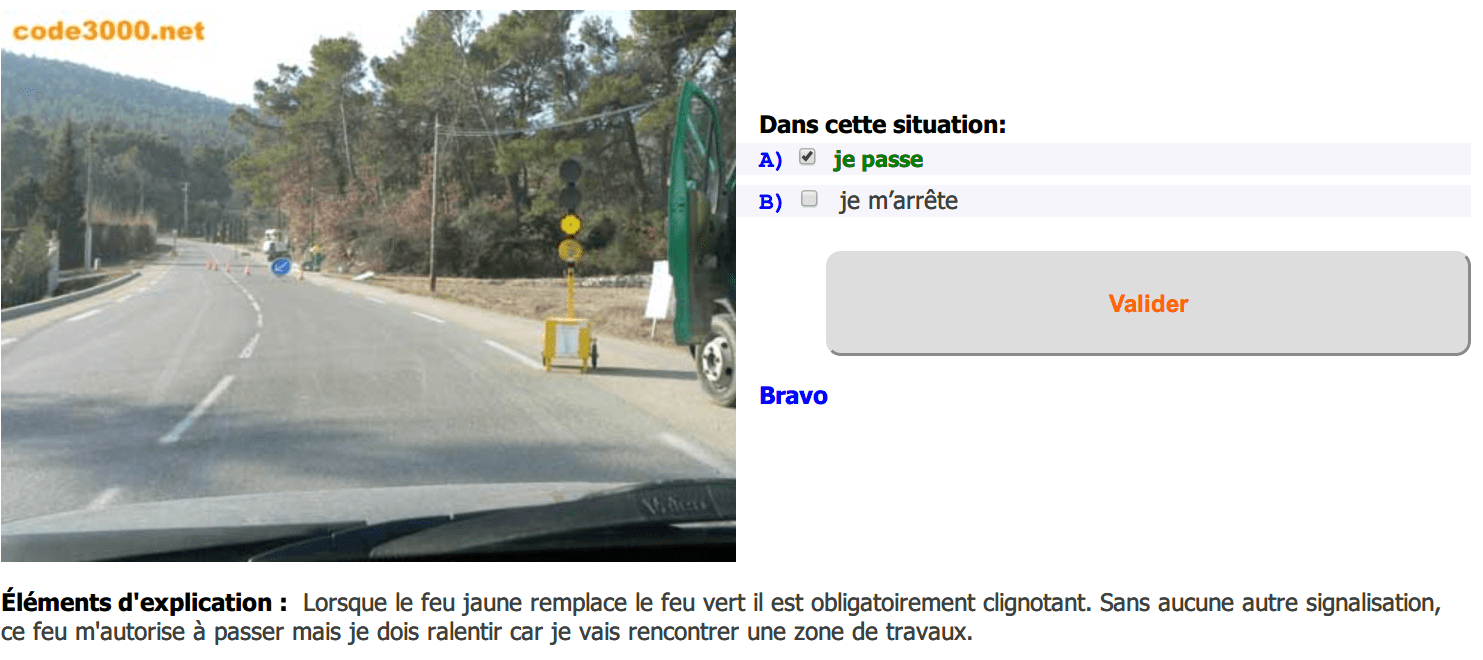 code3000.net
Dans cette situation:
A) je passe
B) je m’arrête
Valider
Bravo
Éléments d'explication : Lorsque le feu jaune remplace le feu vert il est obligatoirement clignotant. Sans aucune autre signalisation,
ce feu m'autorise à passer mais je dois ralentir car je vais rencontrer une zone de travaux.